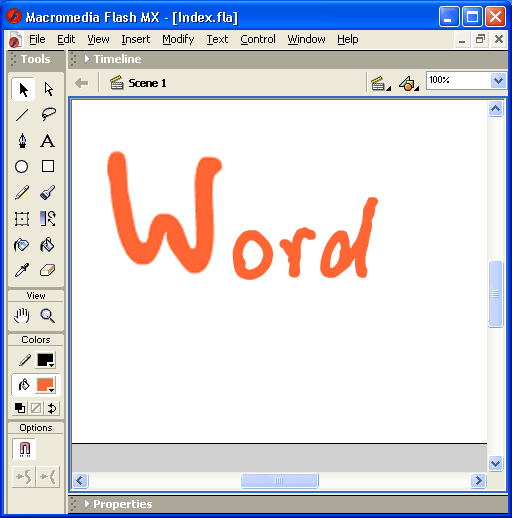 Macromedia Flash MX - [Index.fla]
File Edit View Insert Modify Text Control Window Help
Tools
Timeline
Scene 1
100%
A
Word
View
Colors
Options
Properties